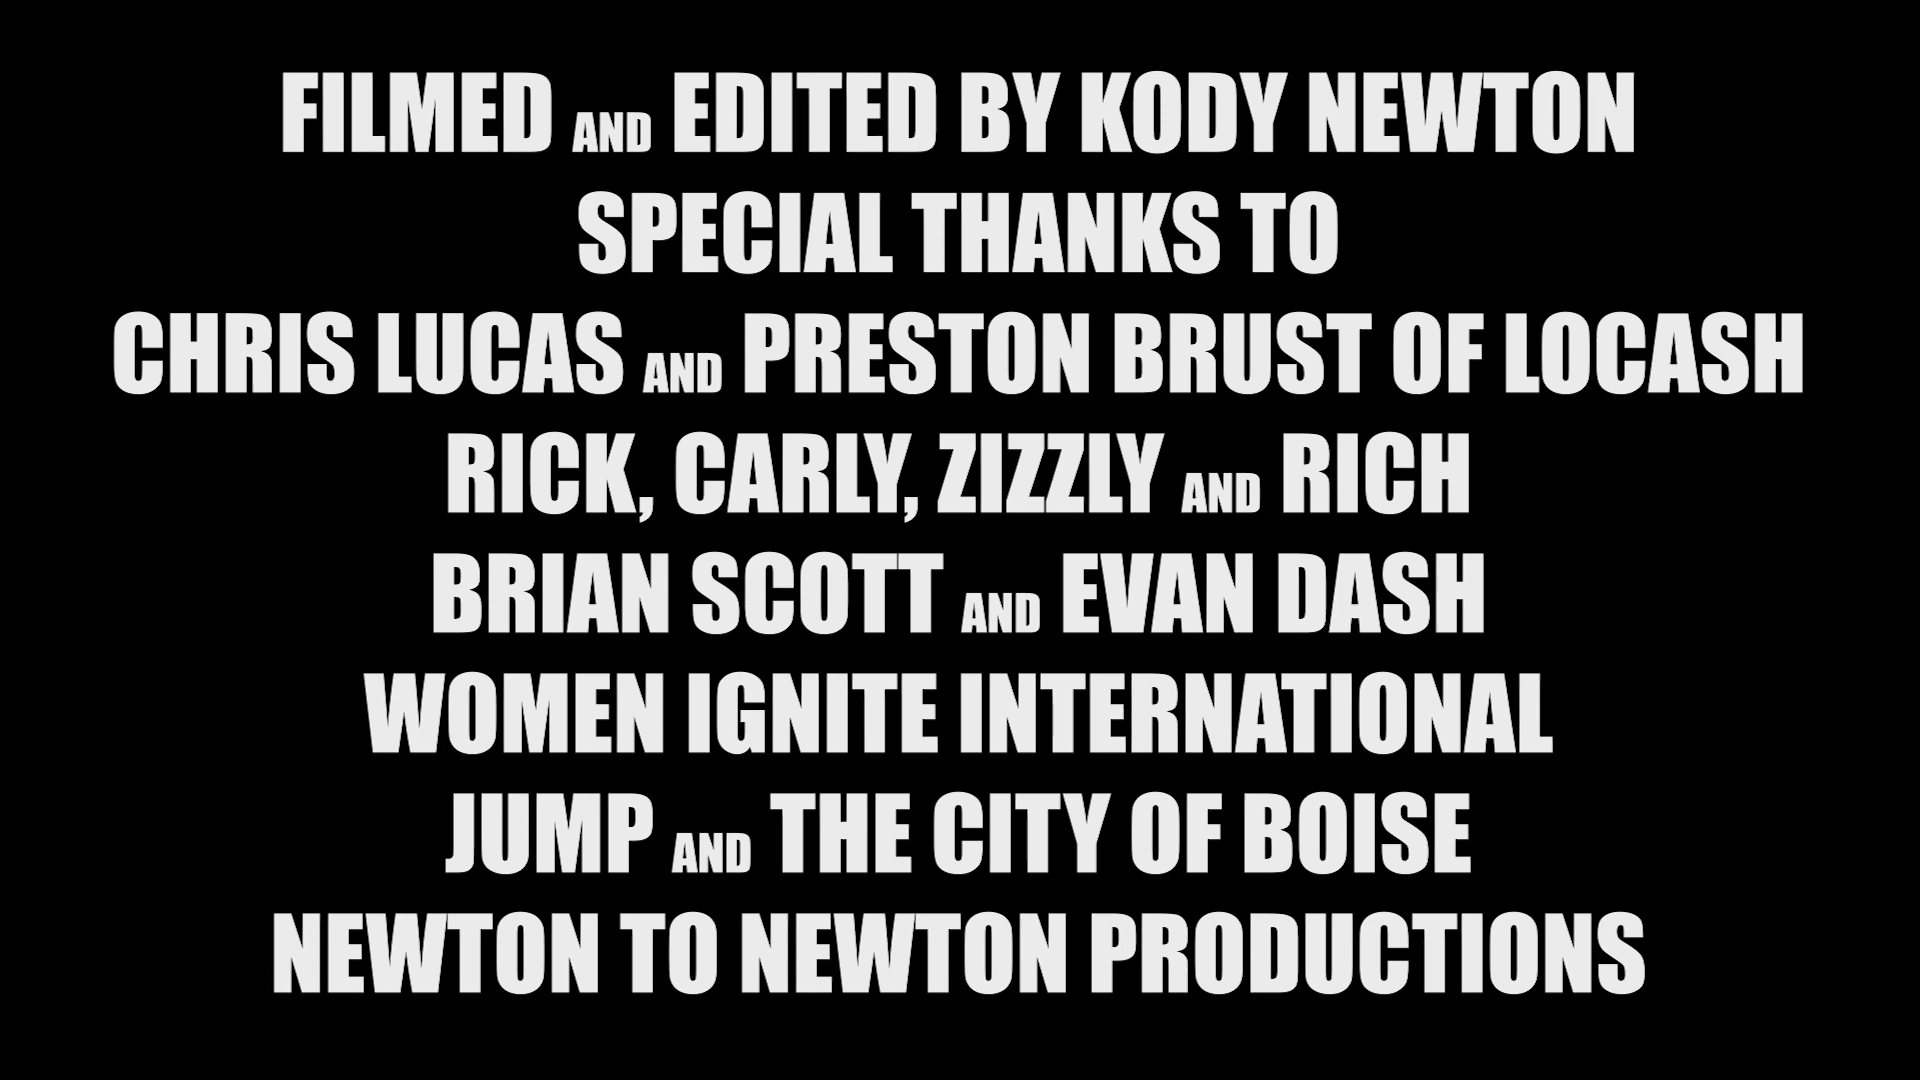 FILMED AND EDITED BY KODY NEWTON
SPECIAL THANKS TO
CHRIS LUCAS AND PRESTON BRUST OF LOCASH
RICK, CARLY, ZIZZLY AND RICH
BRIAN SCOTT AND EVAN DASH
WOMEN IGNITE INTERNATIONAL
JUMP AND THE CITY OF BOISE
NEWTON TO NEWTON PRODUCTIONS